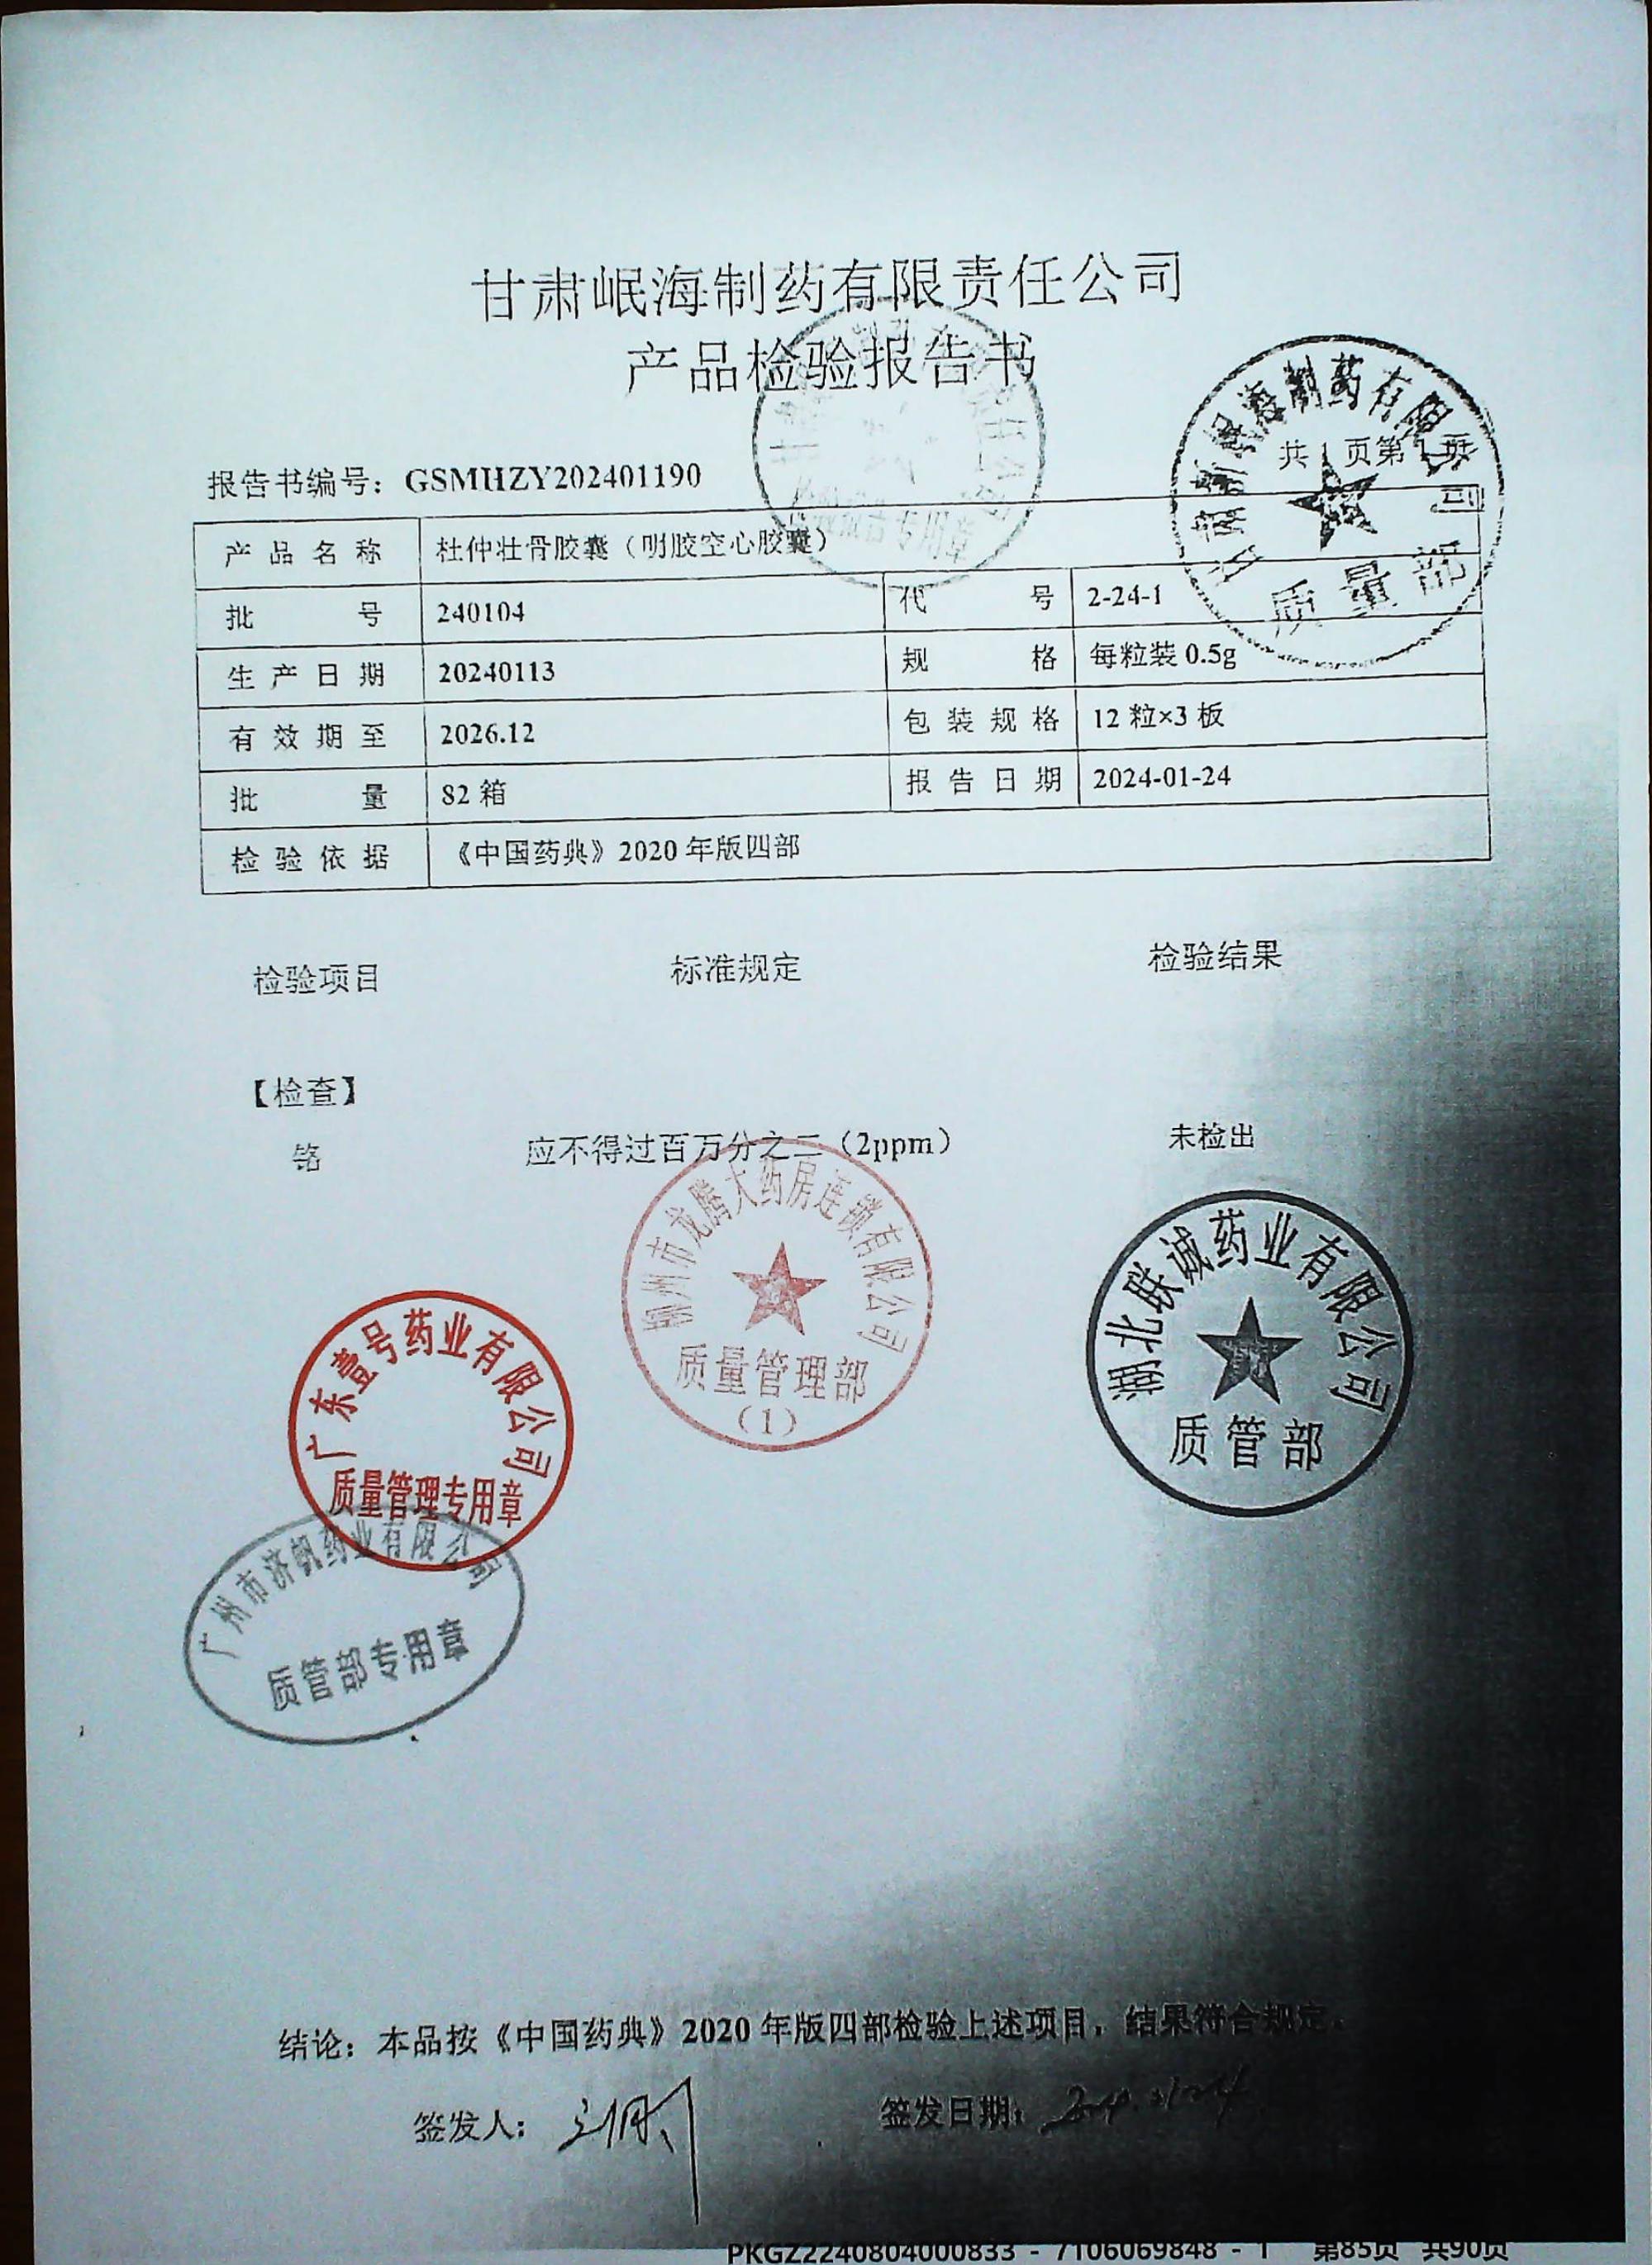 甘肃岷海制药有限责任公司
产品检验报告书
共1页第1页
报告书编号：GSMHZY202401190
产品名称 杜仲壮骨胶囊（明胶空心胶囊）
批号 240104 代号 2-24-1
生产日期 20240113 规格 每粒装0.5g
有效期至 2026.12 包装规格 12粒×3板
批量 82箱 报告日期 2024-01-24
检验依据 《中国药典》2020年版四部
质量部
检验项目 标准规定 检验结果
【检查】
铬 应不得过百万分之二（2ppm） 未检出
柳州市龙腾大药房连锁有限公司
质量管理部
（1）
湖北联诚药业有限公司
质管部
广东壹号药业有限公司
质量管理专用章
广州市济帆药业有限公司
质管部专用章
结论：本品按《中国药典》2020年版四部检验上述项目，结果符合规定。
签发人：
签发日期：
PKGZ2240804000833 - 7106069848 - 1 第85页 共90页